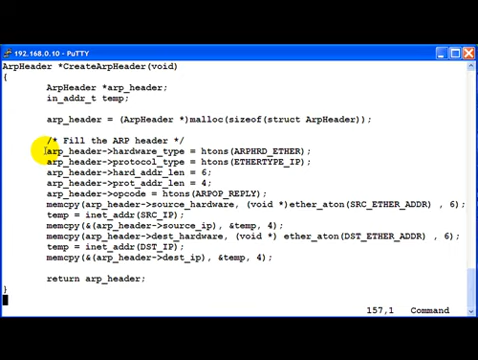 192.168.0.10 - PuTTY
ArpHeader *CreateArpHeader(void)
{
ArpHeader *arp_header;
in_addr_t temp;
arp_header = (ArpHeader *)malloc(sizeof(struct ArpHeader));
/* Fill the ARP header */
arp_header->hardware_type = htons(ARPHRD_ETHER);
arp_header->protocol_type = htons(ETHERTYPE_IP);
arp_header->hard_addr_len = 6;
arp_header->prot_addr_len = 4;
arp_header->opcode = htons(ARPOP_REPLY);
memcpy(arp_header->source_hardware, (void *)ether_aton(SRC_ETHER_ADDR) , 6);
temp = inet_addr(SRC_IP);
memcpy(&(arp_header->source_ip), &temp, 4);
memcpy(arp_header->dest_hardware, (void *) ether_aton(DST_ETHER_ADDR) , 6);
temp = inet_addr(DST_IP);
memcpy(&(arp_header->dest_ip), &temp, 4);
return arp_header;
}
157,1 Command